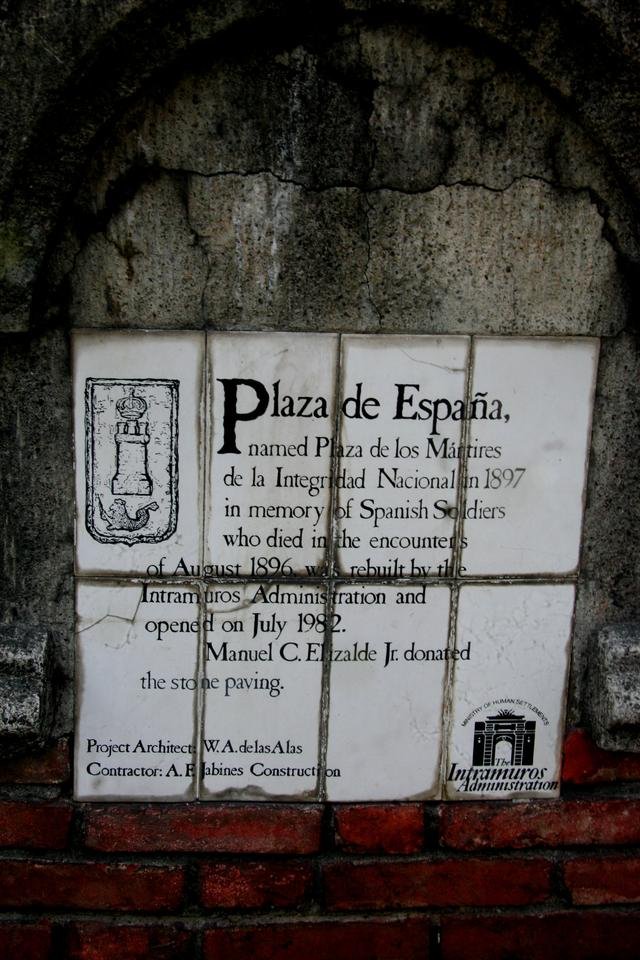 Plaza de España,
named Plaza de los Mártires
de la Integridad Nacional in 1897
in memory of Spanish Soldiers
who died in the encounters
of August 1896, was rebuilt by the
Intramuros Administration and
opened on July 1982.
Manuel C. Elizalde Jr. donated
the stone paving.
Project Architect: W. A. de las Alas
Contractor: A. E. Jabines Construction
MINISTRY OF HUMAN SETTLEMENTS
The
Intramuros
Administration